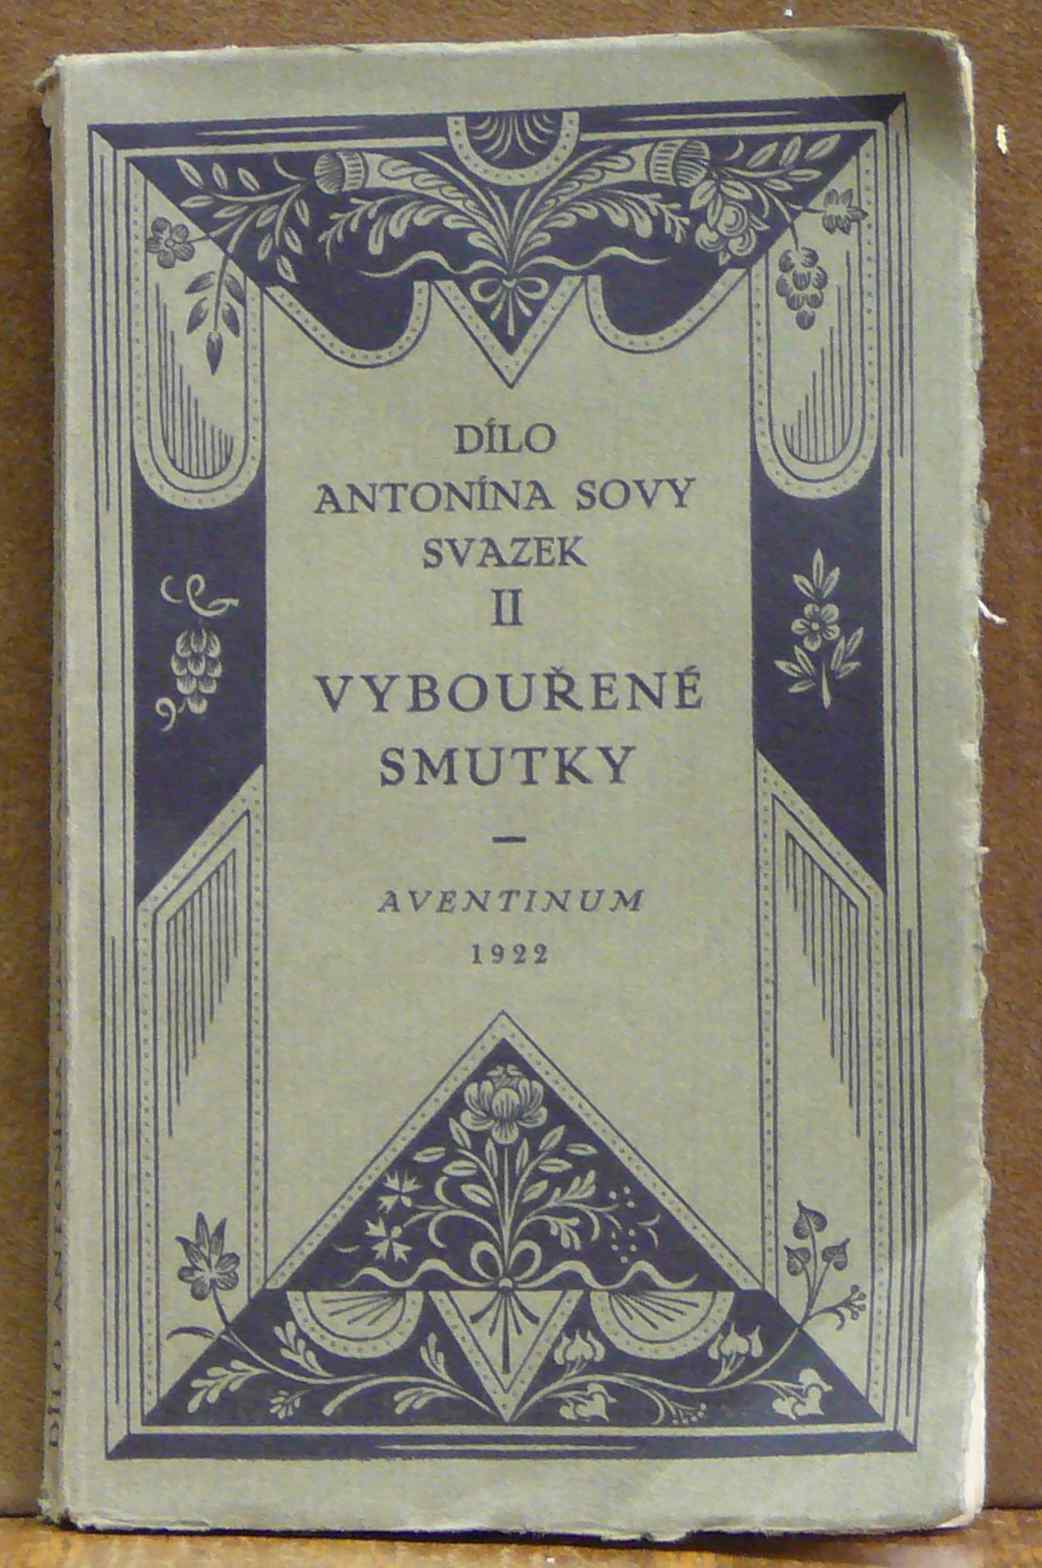 DÍLO
ANTONÍNA SOVY
SVAZEK
II
VYBOUŘENÉ
SMUTKY
AVENTINUM
1922